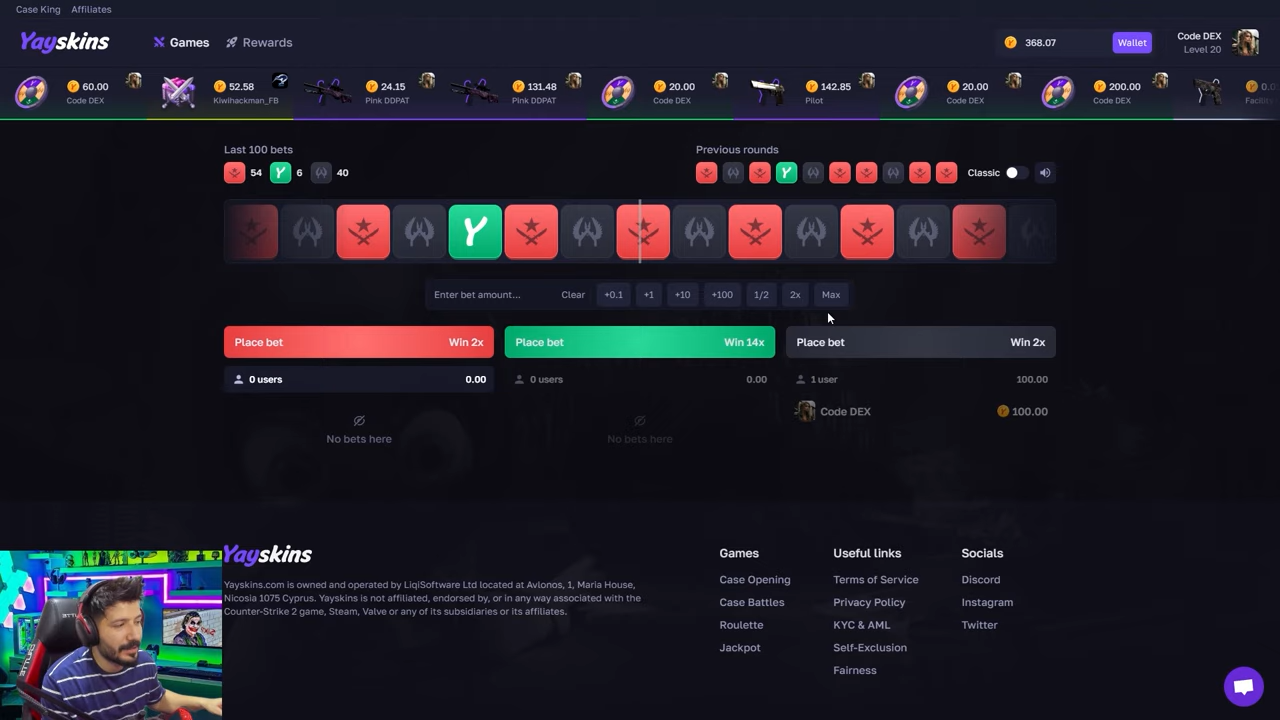 Case King Affiliates
Yayskins Games Rewards 368.07 Wallet Code DEX
Level 20
60.00 Code DEX
52.58 Kiwihackman_FB
24.15 Pink DDPAT
131.48 Pink DDPAT
20.00 Code DEX
142.85 Pilot
20.00 Code DEX
200.00 Code DEX
Last 100 bets
54 6 40
Previous rounds
Classic
Enter bet amount... Clear +0.1 +1 +10 +100 1/2 2x Max
Place bet Win 2x
Place bet Win 14x
Place bet Win 2x
0 users 0.00
0 users 0.00
1 user 100.00
Code DEX 100.00
No bets here
No bets here
Yayskins
Yayskins.com is owned and operated by LiqiSoftware Ltd located at Avlonos, 1, Maria House,
Nicosia 1075 Cyprus. Yayskins is not affiliated, endorsed, or in any way associated with the
Counter-Strike 2 game, Steam, Valve or any of its subsidiaries or its affiliates.
Games
Case Opening
Case Battles
Roulette
Jackpot
Useful links
Terms of Service
Privacy Policy
KYC & AML
Self-Exclusion
Fairness
Socials
Discord
Instagram
Twitter